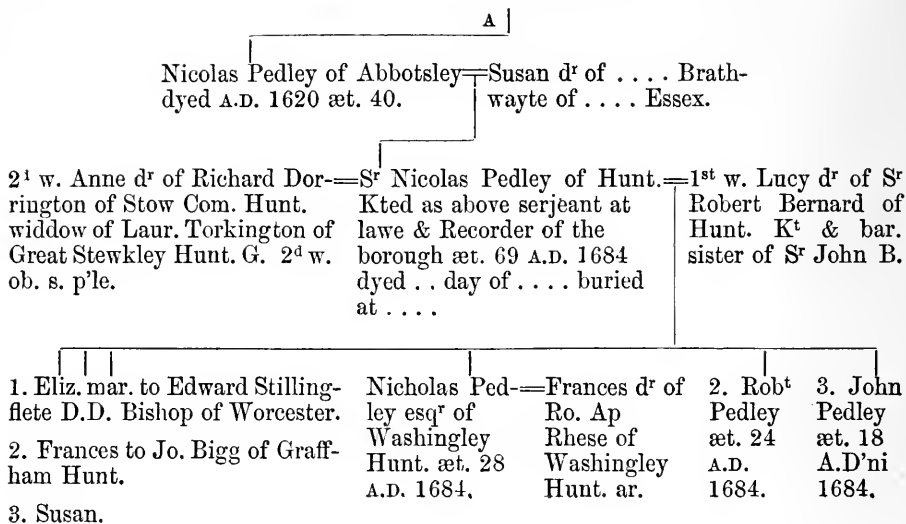 A
Nicolas Pedley of Abbotsley=Susan dʳ of . . . . Brath-
dyed A.D. 1620 æt. 40.
wayte of . . . . Essex.
2ᵈ w. Anne dʳ of Richard Dor-
rington of Stow Com. Hunt.
widdow of Laur. Torkington of
Great Stewkley Hunt. G. 2ᵈ w.
ob. s. p'le.
=Sʳ Nicolas Pedley of Hunt.=
Kted as above serjeant at
lawe & Recorder of the
borough æt. 69 A.D. 1684
dyed . . day of . . . . buried
at . . . .
1ˢᵗ w. Lucy dʳ of Sʳ
Robert Bernard of
Hunt. Kᵗ & bar.
sister of Sʳ John B.
1. Eliz. mar. to Edward Stilling-
flete D.D. Bishop of Worcester.
2. Frances to Jo. Bigg of Graff-
ham Hunt.
3. Susan.
Nicholas Ped-
ley esqʳ of
Washingley
Hunt. æt. 28
A.D. 1684.
=Frances dʳ of
Ro. Ap
Rhese of
Washingley
Hunt. ar.
2. Robᵗ
Pedley
æt. 24
A.D.
1684.
3. John
Pedley
æt. 18
A.D'ni
1684.